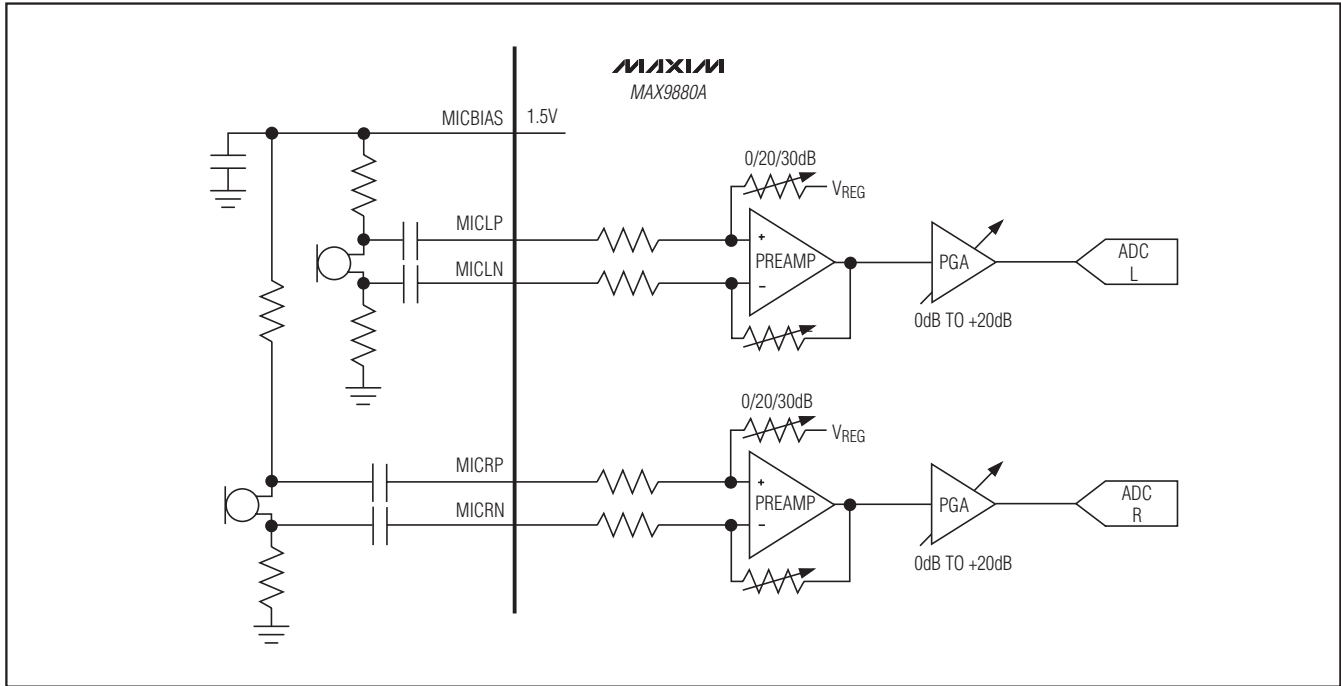 MAXIM
MAX9880A
MICBIAS
1.5V
0/20/30dB
VREG
MICLP
+
PREAMP
MICLN
−
PGA
ADC
L
0dB TO +20dB
0/20/30dB
VREG
MICRP
+
PREAMP
MICRN
−
PGA
ADC
R
0dB TO +20dB